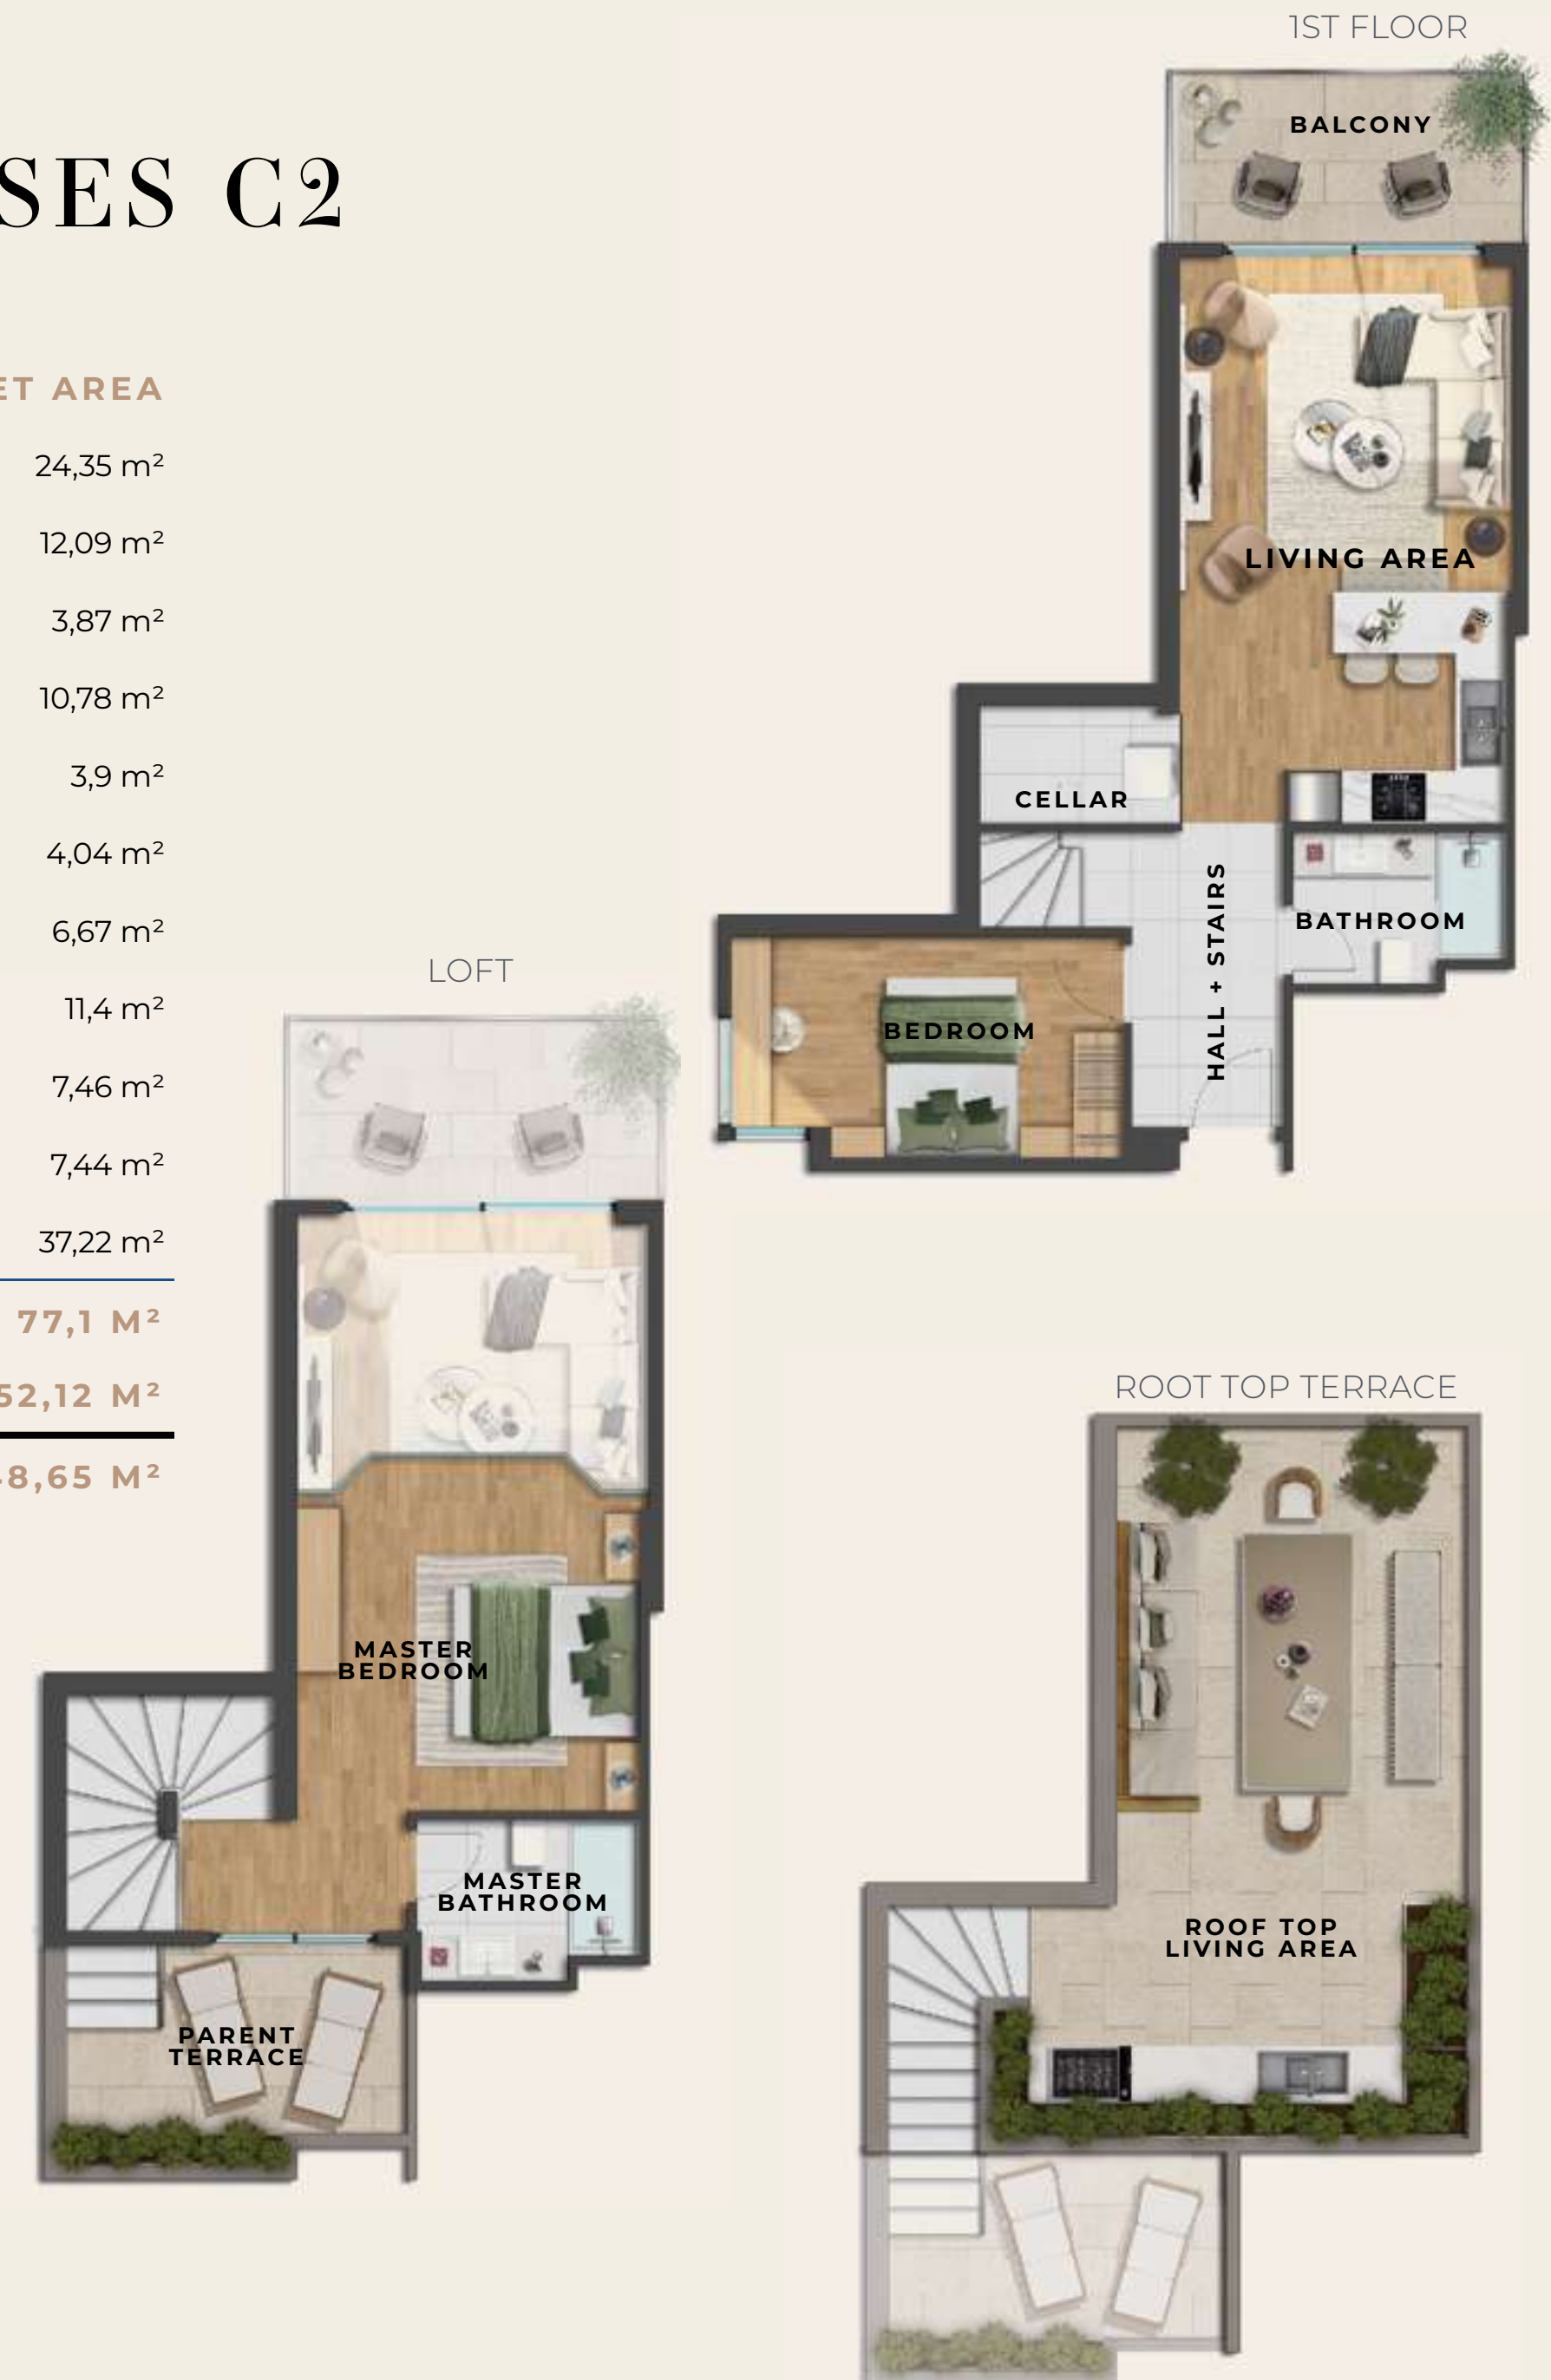 1ST FLOOR
SES C2
ET AREA
24,35 m²
12,09 m²
3,87 m²
10,78 m²
3,9 m²
4,04 m²
6,67 m²
11,4 m²
7,46 m²
7,44 m²
37,22 m²
77,1 M²
52,12 M²
8,65 M²
BALCONY
LIVING AREA
CELLAR
HALL + STAIRS
BATHROOM
BEDROOM
LOFT
MASTER
BEDROOM
MASTER
BATHROOM
PARENT
TERRACE
ROOT TOP TERRACE
ROOF TOP
LIVING AREA